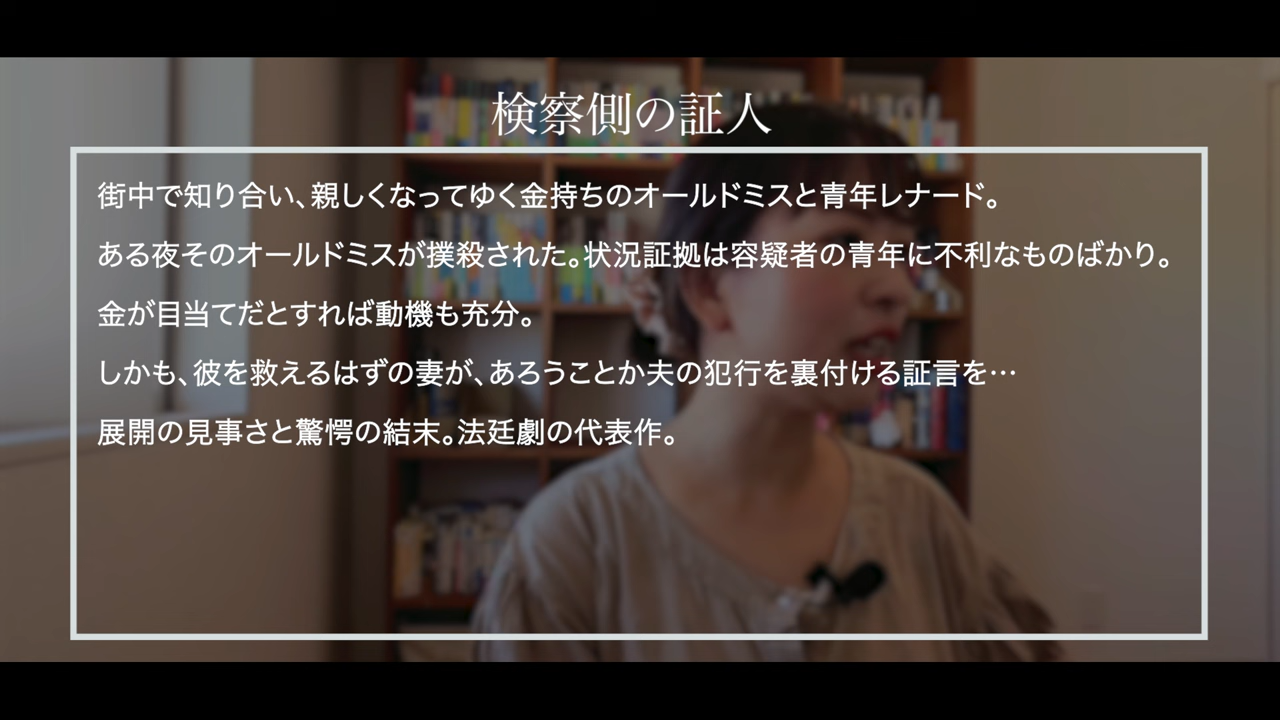 検察側の証人
街中で知り合い、親しくなってゆく金持ちのオールドミスと青年レナード。
ある夜そのオールドミスが撲殺された。状況証拠は容疑者の青年に不利なものばかり。
金が目当てだとすれば動機も充分。
しかも、彼を救えるはずの妻が、あろうことか夫の犯行を裏付ける証言を…
展開の見事さと驚愕の結末。法廷劇の代表作。